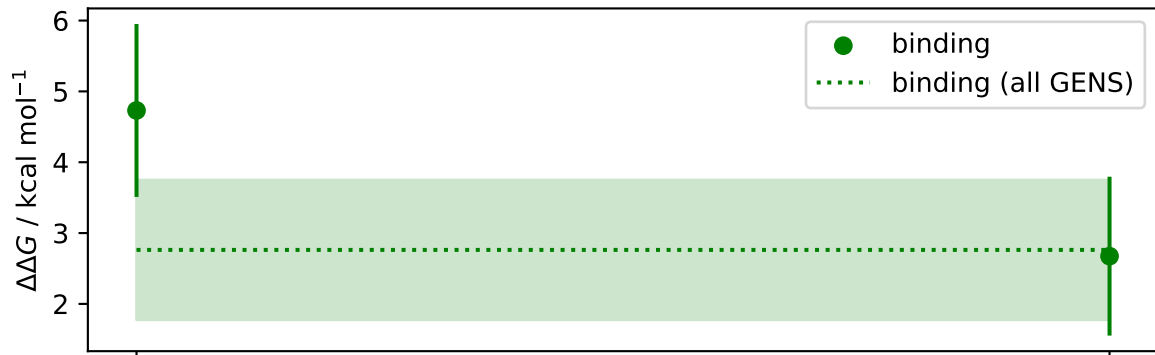 6
5
4
3
2
ΔΔG / kcal mol⁻¹
binding
binding (all GENS)